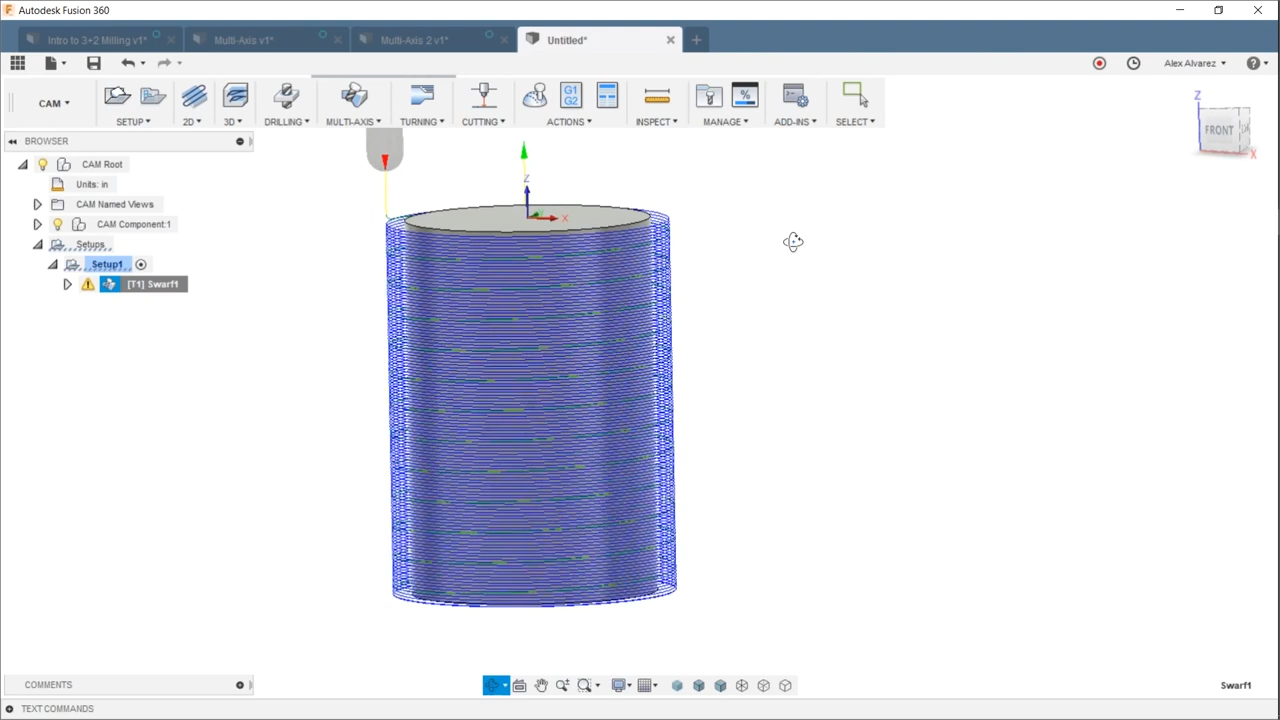 Autodesk Fusion 360
Intro to 3+2 Milling v1* Multi-Axis v1* Multi-Axis 2 v1* Untitled*
Alex Alvarez
CAM
G1
G2
%
SETUP 2D 3D DRILLING MULTI-AXIS TURNING CUTTING ACTIONS INSPECT MANAGE ADD-INS SELECT
BROWSER
CAM Root
Units: in
CAM Named Views
CAM Component:1
Setups
Setup1
[T1] Swarf1
Z
FRONT
X
Z
X
COMMENTS
Swarf1
TEXT COMMANDS